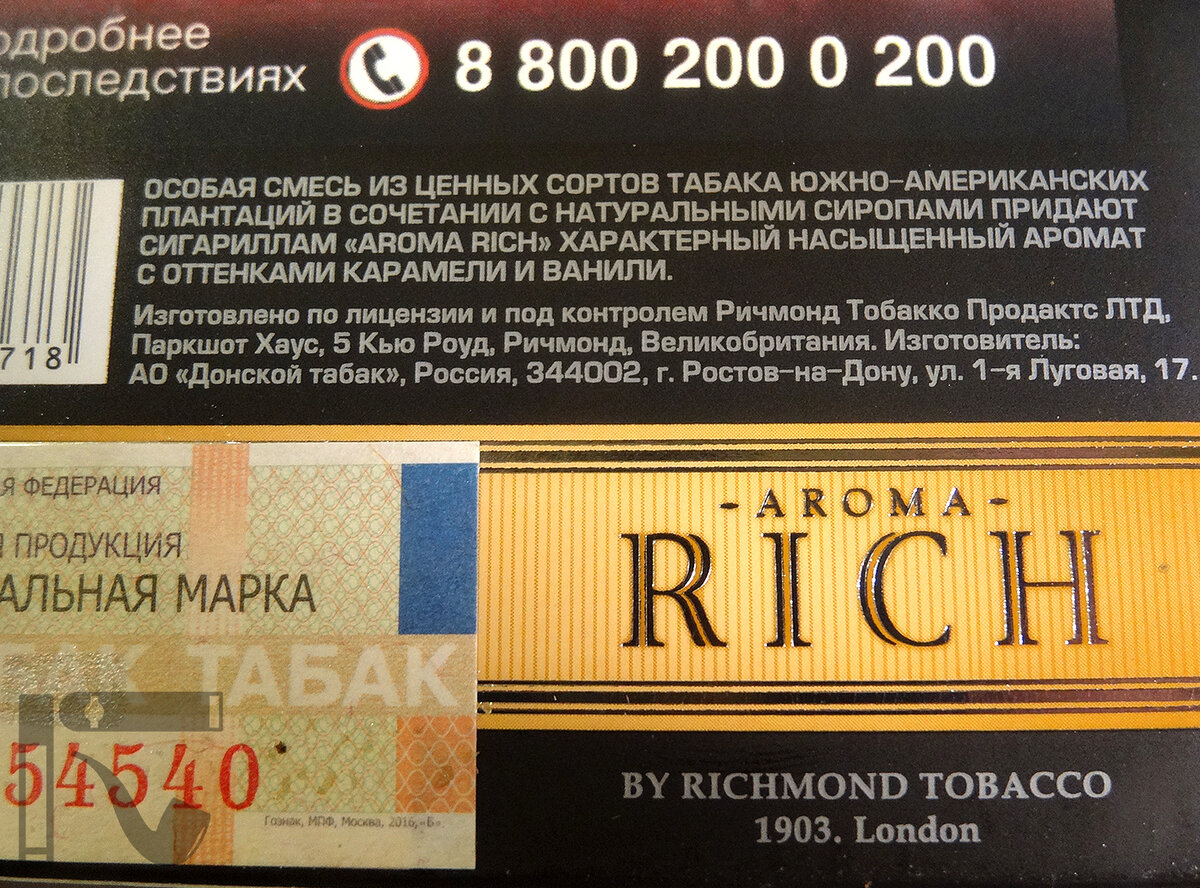 одробнее
последствиях
8 800 200 0 200
ОСОБАЯ СМЕСЬ ИЗ ЦЕННЫХ СОРТОВ ТАБАКА ЮЖНО-АМЕРИКАНСКИХ
ПЛАНТАЦИЙ В СОЧЕТАНИИ С НАТУРАЛЬНЫМИ СИРОПАМИ ПРИДАЮТ
СИГАРИЛЛАМ «AROMA RICH» ХАРАКТЕРНЫЙ НАСЫЩЕННЫЙ АРОМАТ
С ОТТЕНКАМИ КАРАМЕЛИ И ВАНИЛИ.
Изготовлено по лицензии и под контролем Ричмонд Тобакко Продактс ЛТД,
Паркшот Хаус, 5 Кью Роуд, Ричмонд, Великобритания. Изготовитель:
АО «Донской табак», Россия, 344002, г. Ростов-на-Дону, ул. 1-я Луговая, 17.
718
Я ФЕДЕРАЦИЯ
Я ПРОДУКЦИЯ
АЛЬНАЯ МАРКА
АК ТАБАК
54540
Гознак, МПФ, Москва, 2016, «Б».
-AROMA-
RICH
BY RICHMOND TOBACCO
1903. London